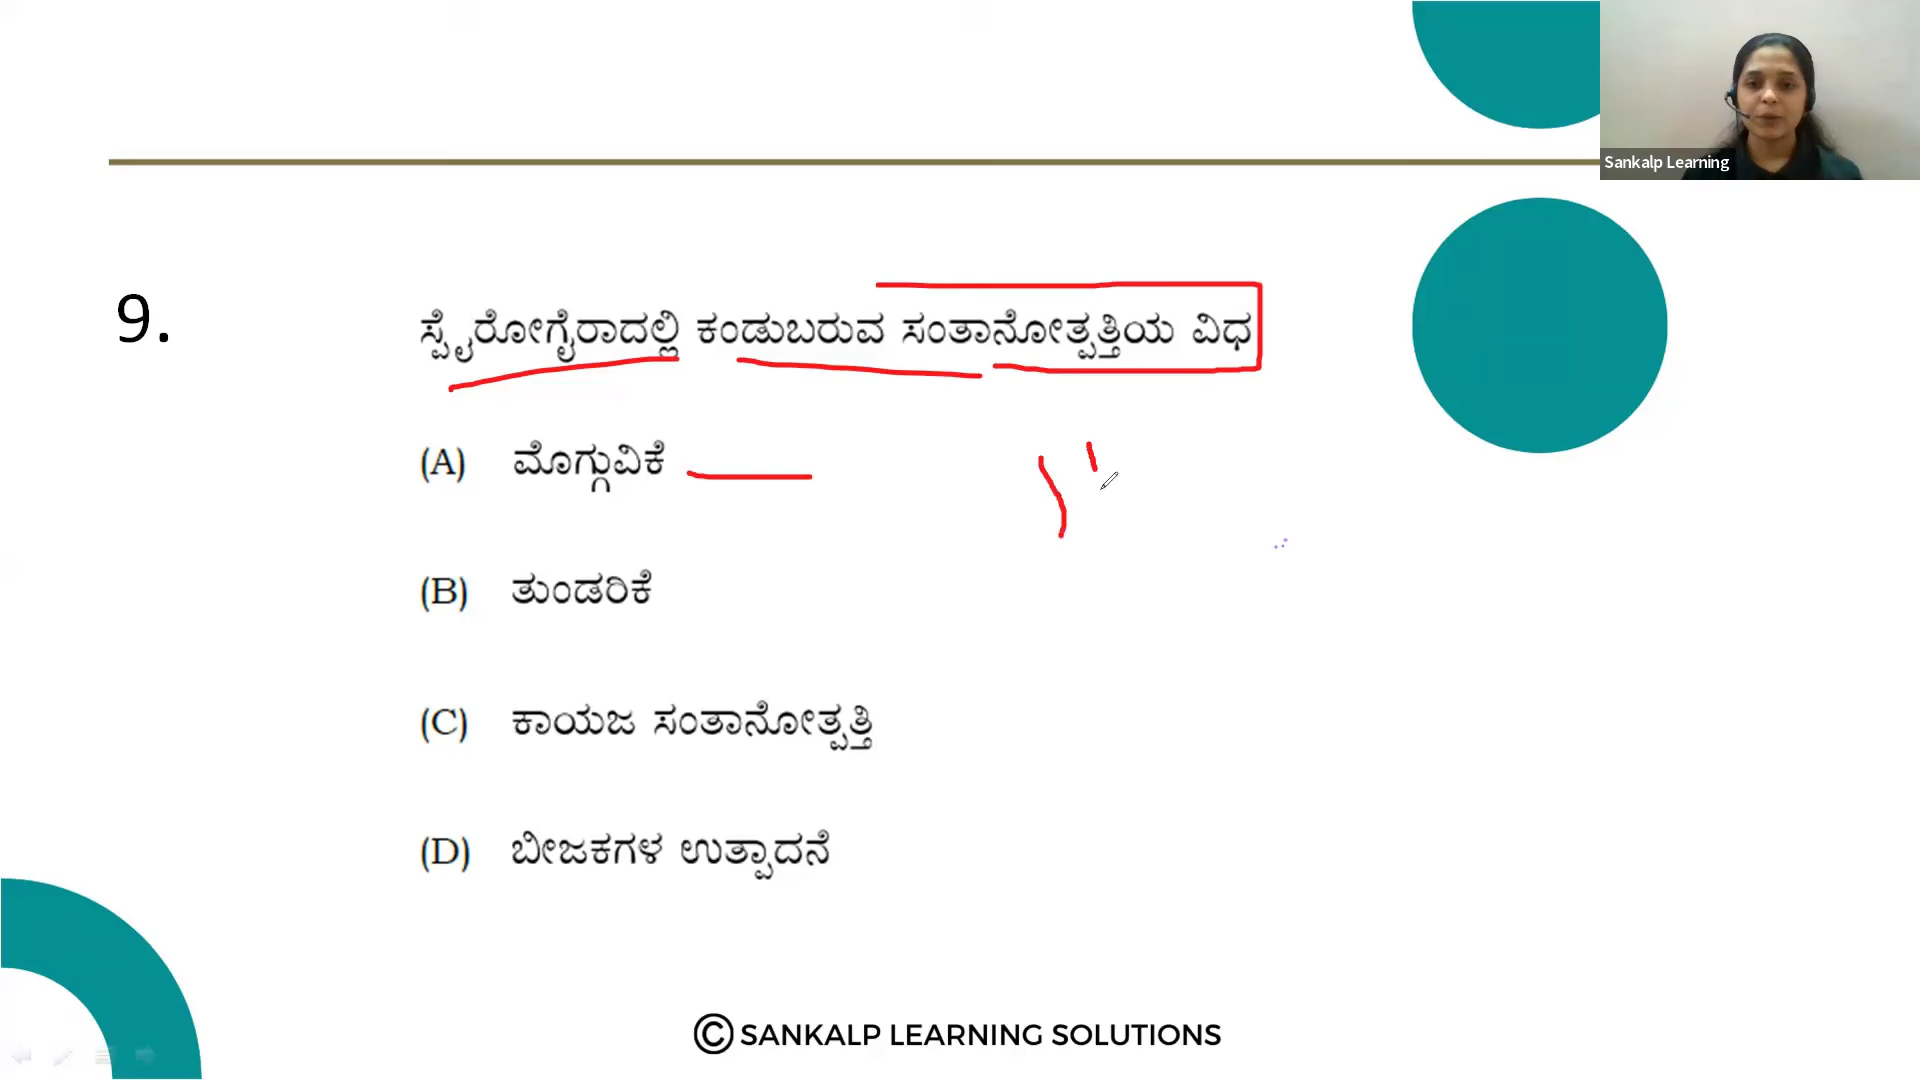 Sankalp Learning
9.
ಸ್ಪೈರೋಗೈರಾದಲ್ಲಿ ಕಂಡುಬರುವ ಸಂತಾನೋತ್ಪತ್ತಿಯ ವಿಧ
(A) ಮೊಗ್ಗುವಿಕೆ
(B) ತುಂಡರಿಕೆ
(C) ಕಾಯಜ ಸಂತಾನೋತ್ಪತ್ತಿ
(D) ಬೀಜಕಗಳ ಉತ್ಪಾದನೆ
© SANKALP LEARNING SOLUTIONS